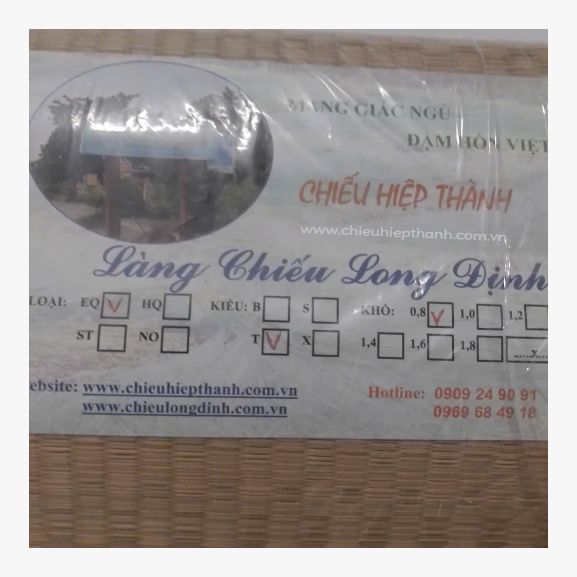 MANG GIẤC NGỦ
ĐẬM HỒN VIỆT
CHIẾU HIỆP THÀNH
www.chieuhiepthanh.com.vn
Làng Chiếu Long Định
LOẠI: EQ HQ KIỂU: B S KHỔ: 0,8 1,0 1,2
ST NO T X 1,4 1,6 1,8 .....x....
ebsite: www.chieuhiepthanh.com.vn Hotline: 0909 24 90 91
www.chieulongdinh.com.vn 0969 68 49 18